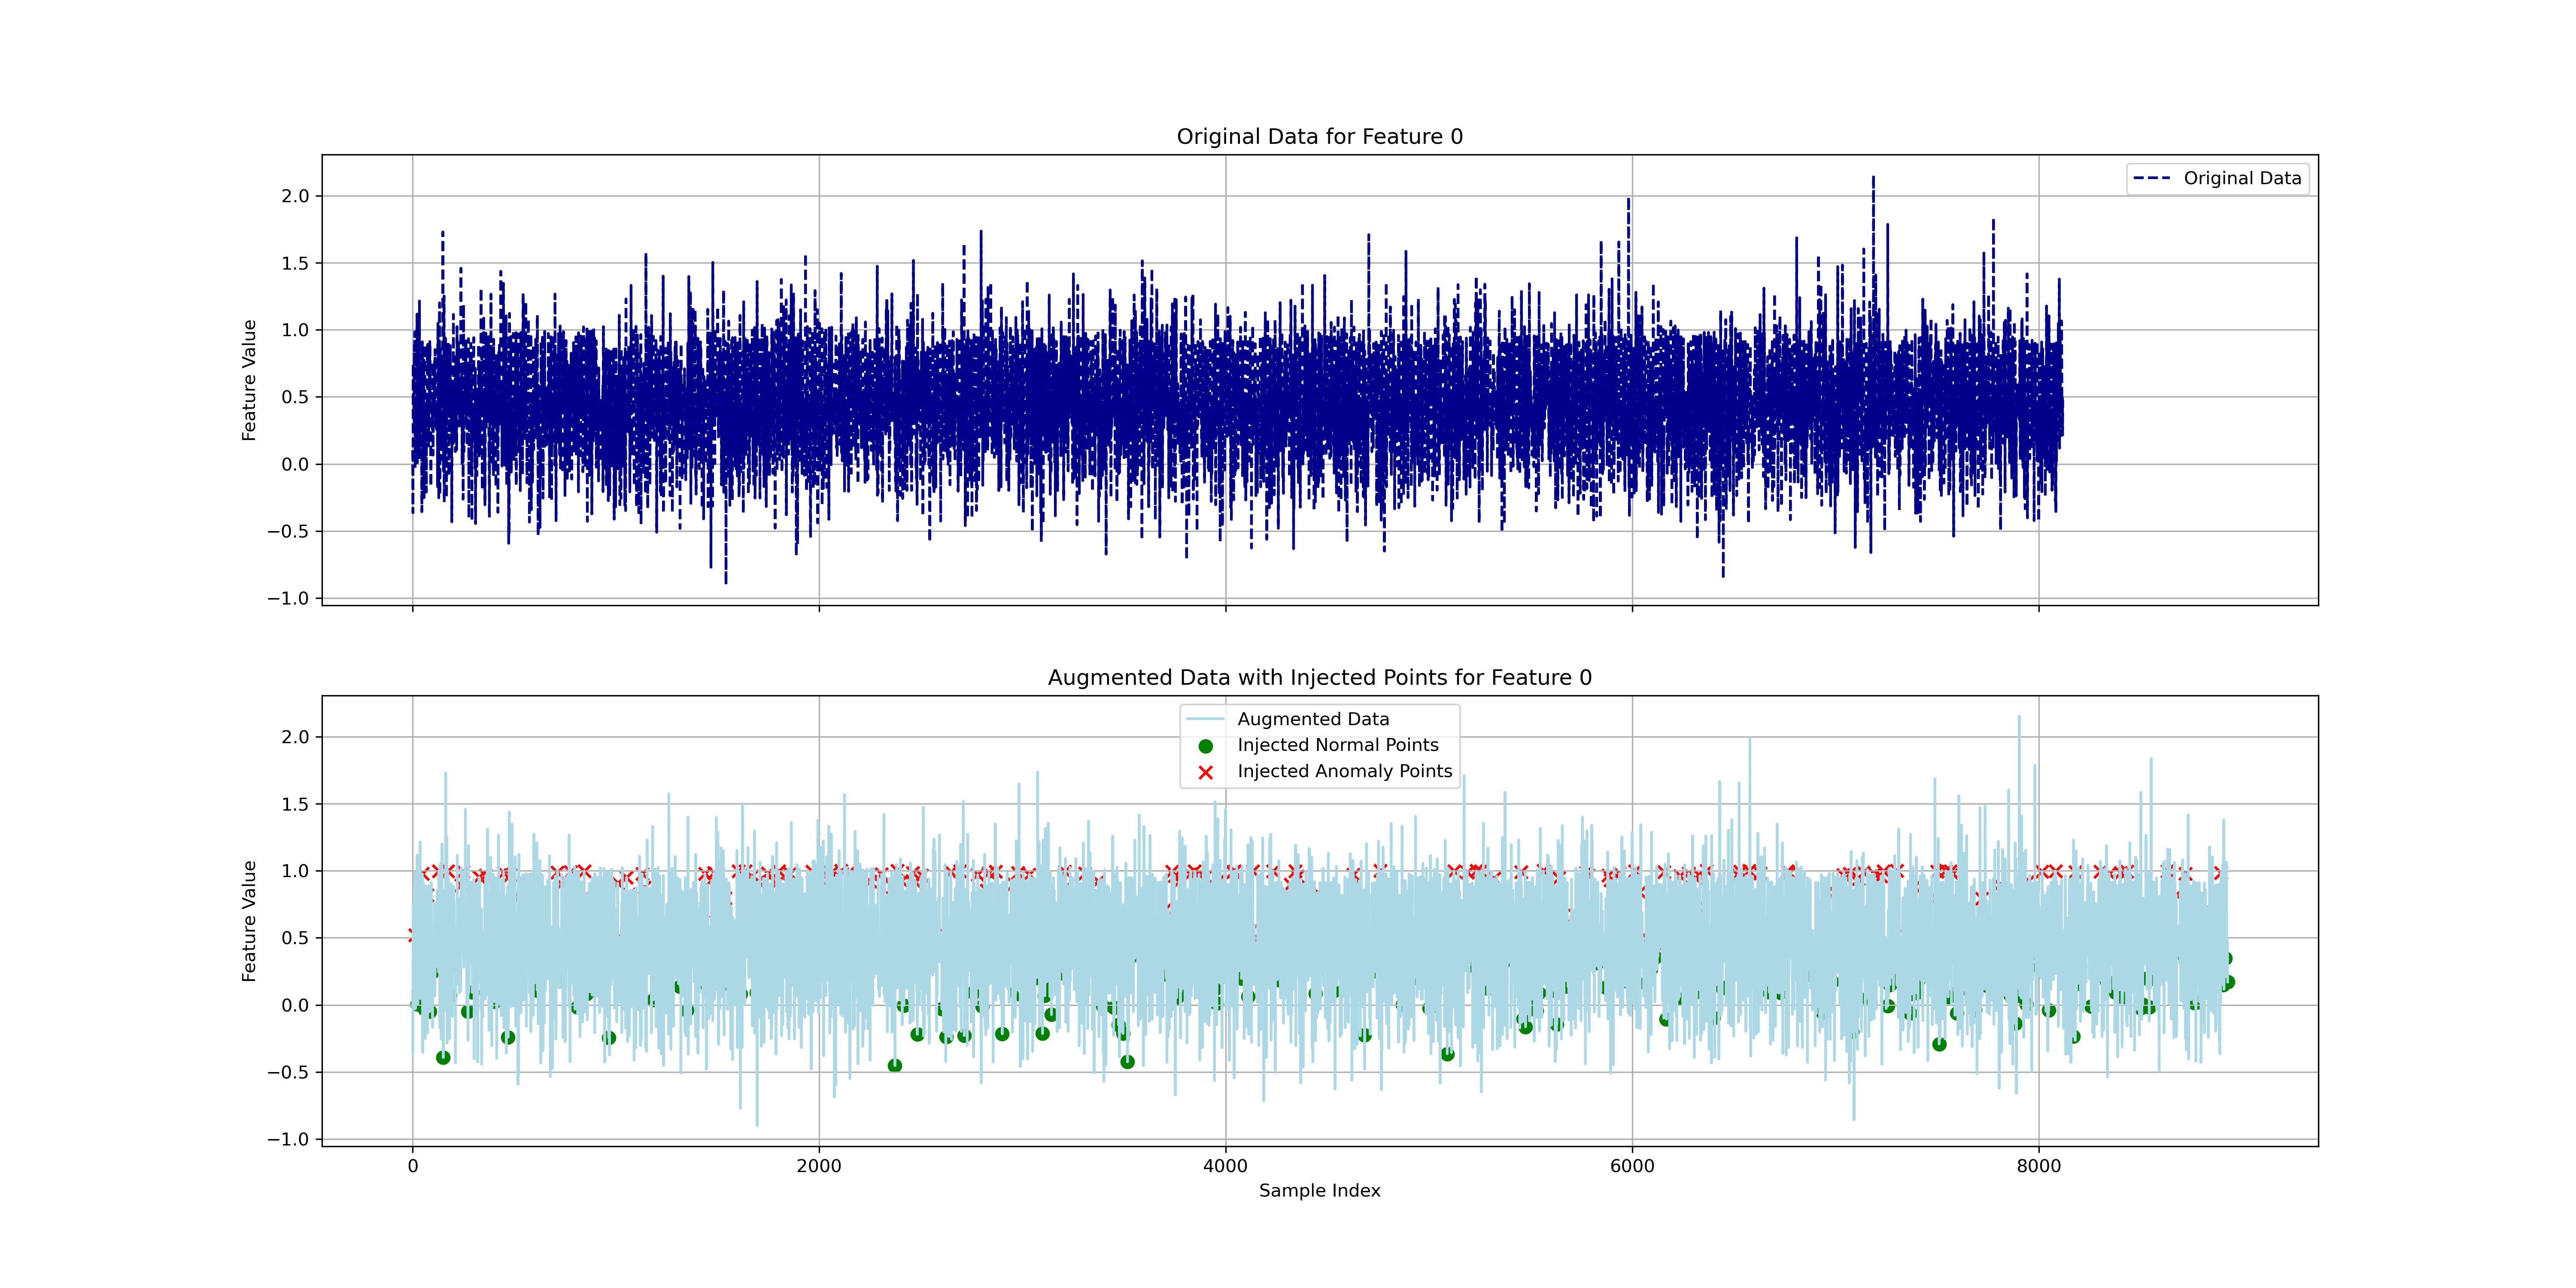 Original Data for Feature 0
2.0
1.5
1.0
0.5
0.0
−0.5
−1.0
Feature Value
Original Data
Augmented Data with Injected Points for Feature 0
2.0
1.5
1.0
0.5
0.0
−0.5
−1.0
Feature Value
Augmented Data
Injected Normal Points
Injected Anomaly Points
0 2000 4000 6000 8000
Sample Index